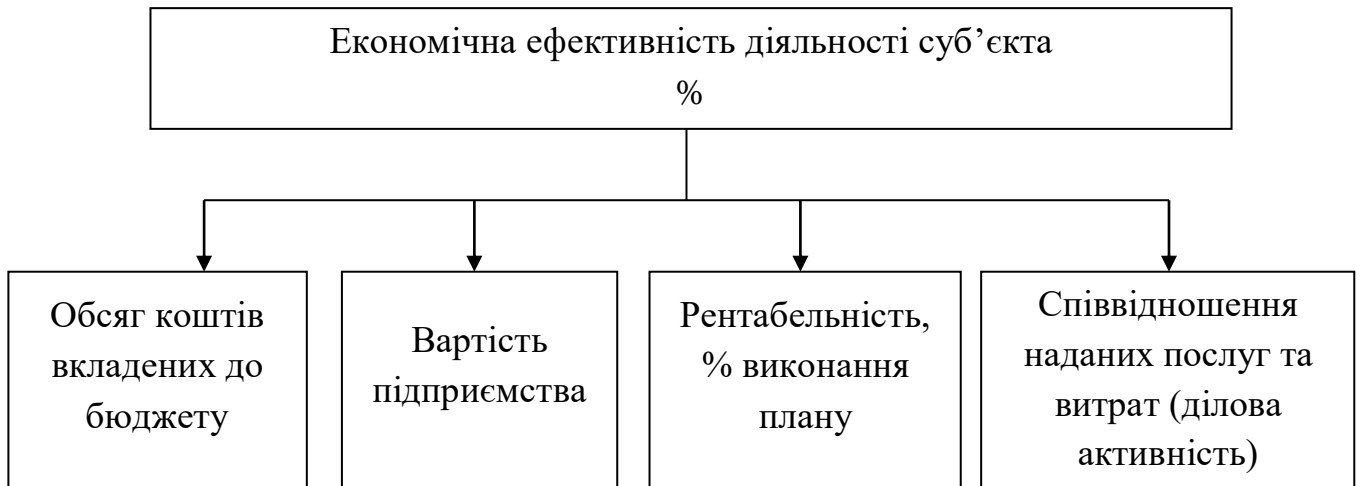 Економічна ефективність діяльності суб’єкта
%
Обсяг коштів
вкладених до
бюджету
Вартість
підприємства
Рентабельність,
% виконання
плану
Співвідношення
наданих послуг та
витрат (ділова
активність)